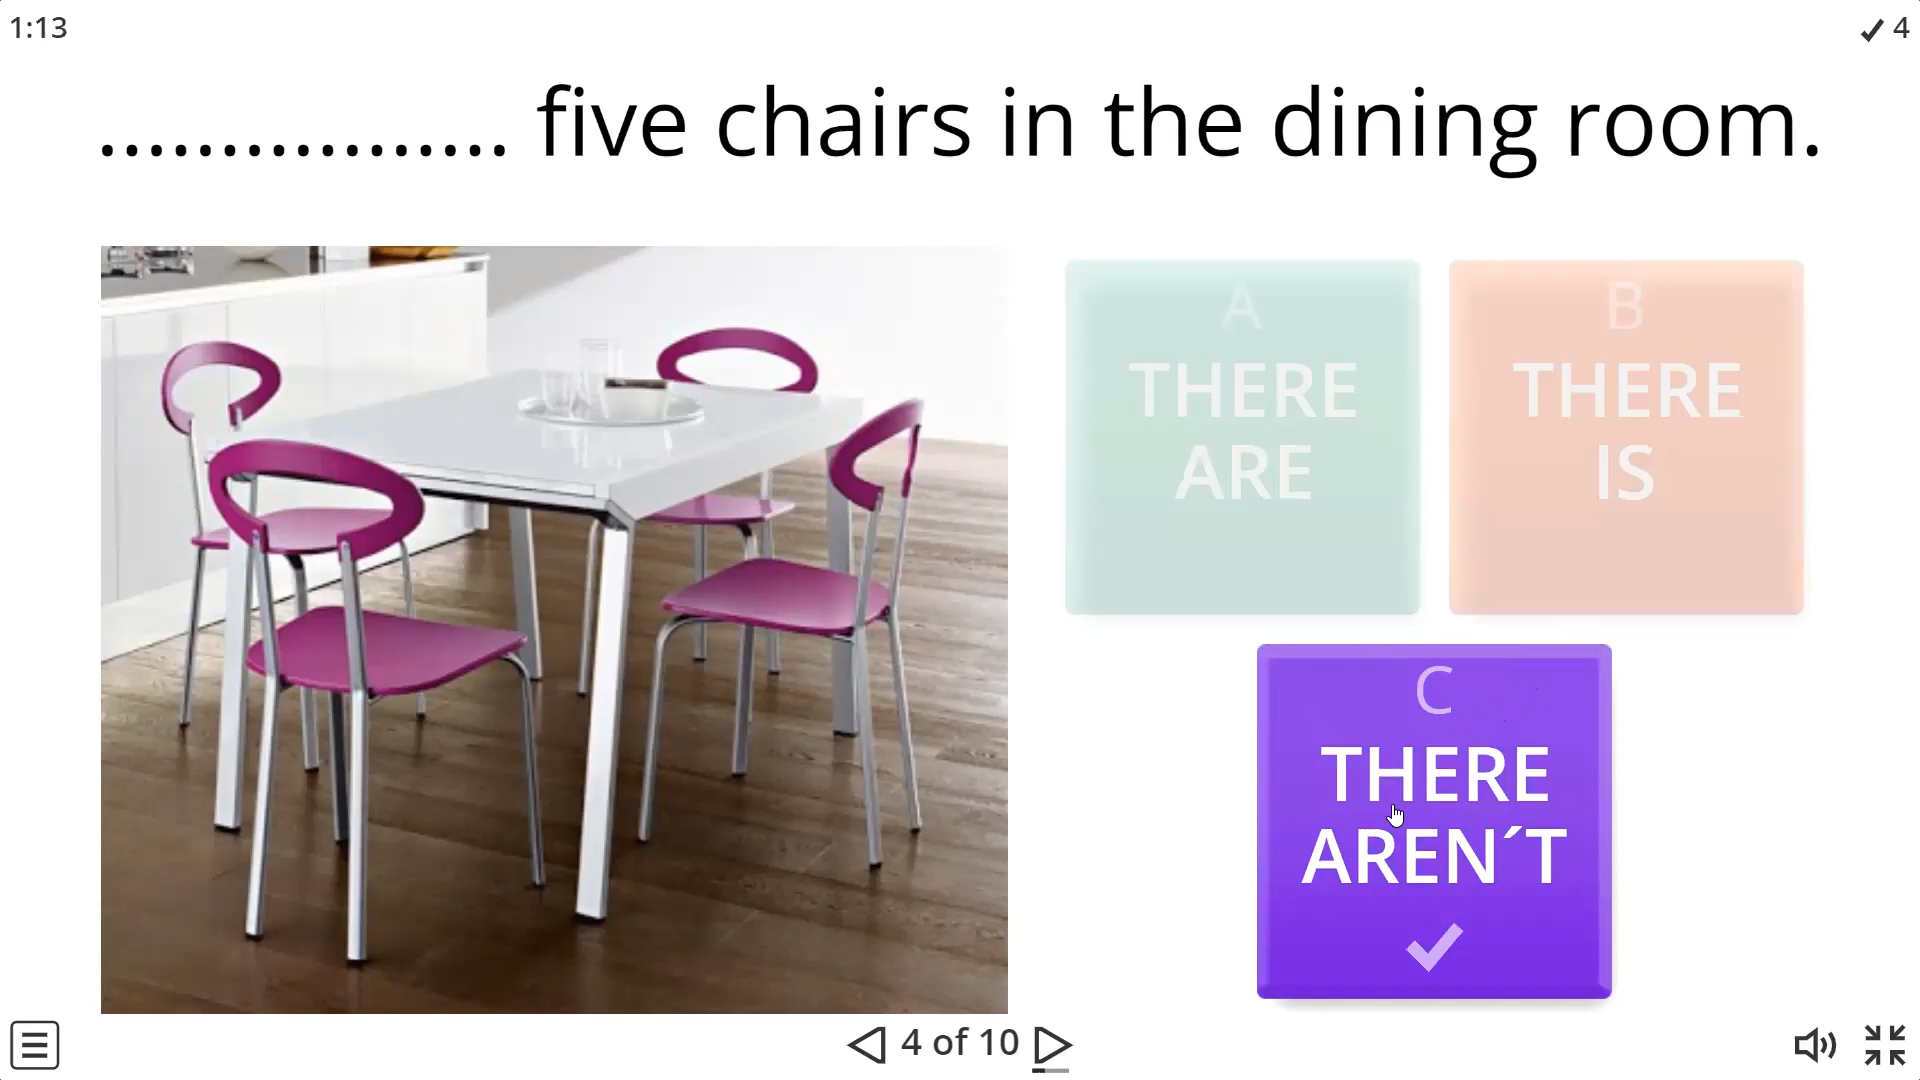 1:13
4
................. five chairs in the dining room.
A
THERE
ARE
B
THERE
IS
C
THERE
AREN´T
4 of 10